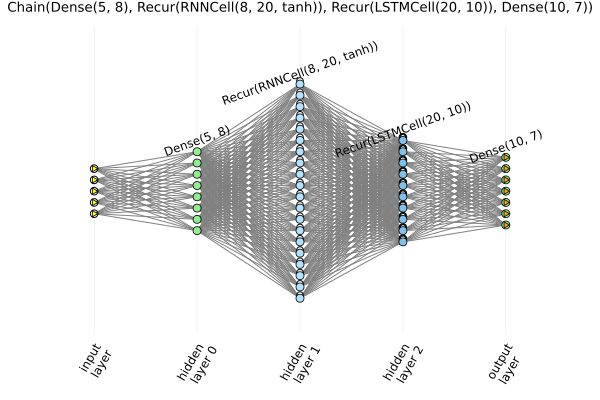 Chain(Dense(5, 8), Recur(RNNCell(8, 20, tanh)), Recur(LSTMCell(20, 10)), Dense(10, 7))
Dense(5, 8)
Recur(RNNCell(8, 20, tanh))
Recur(LSTMCell(20, 10))
Dense(10, 7)
input
layer
hidden
layer 0
hidden
layer 1
hidden
layer 2
output
layer